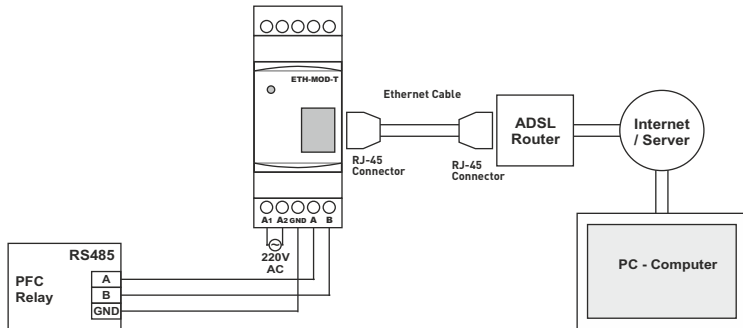 ETH-MOD-T
Ethernet Cable
RJ-45
Connector
RJ-45
Connector
ADSL
Router
Internet
/ Server
A1 A2 GND A B
220V
AC
RS485
PFC
Relay
A
B
GND
PC - Computer